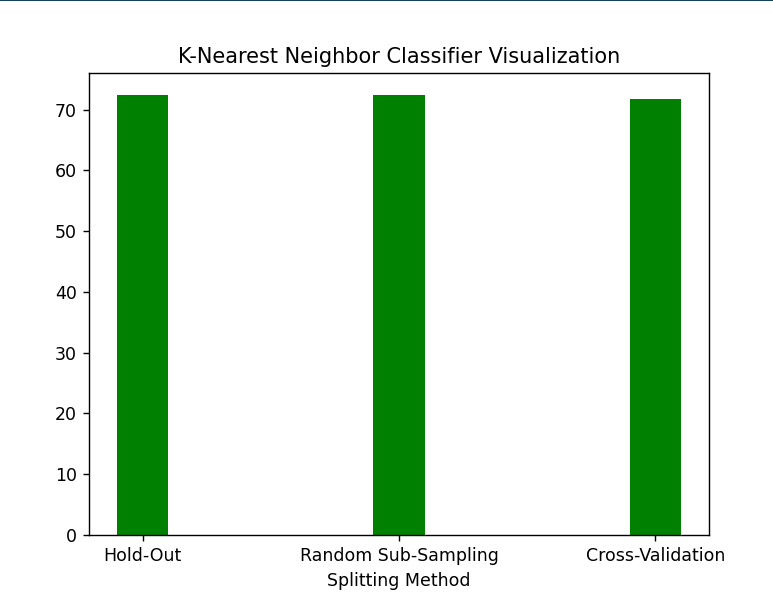 K-Nearest Neighbor Classifier Visualization
70
60
50
40
30
20
10
0
Hold-Out Random Sub-Sampling Cross-Validation
Splitting Method